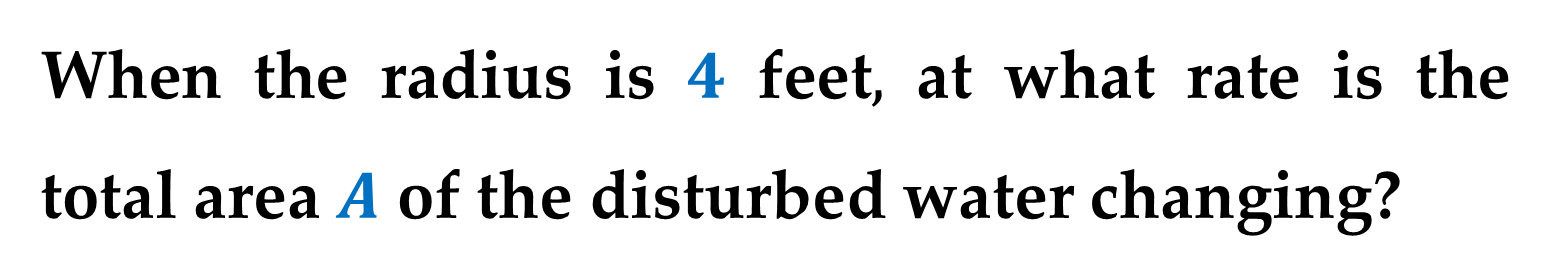 When the radius is 4 feet, at what rate is the
total area A of the disturbed water changing?